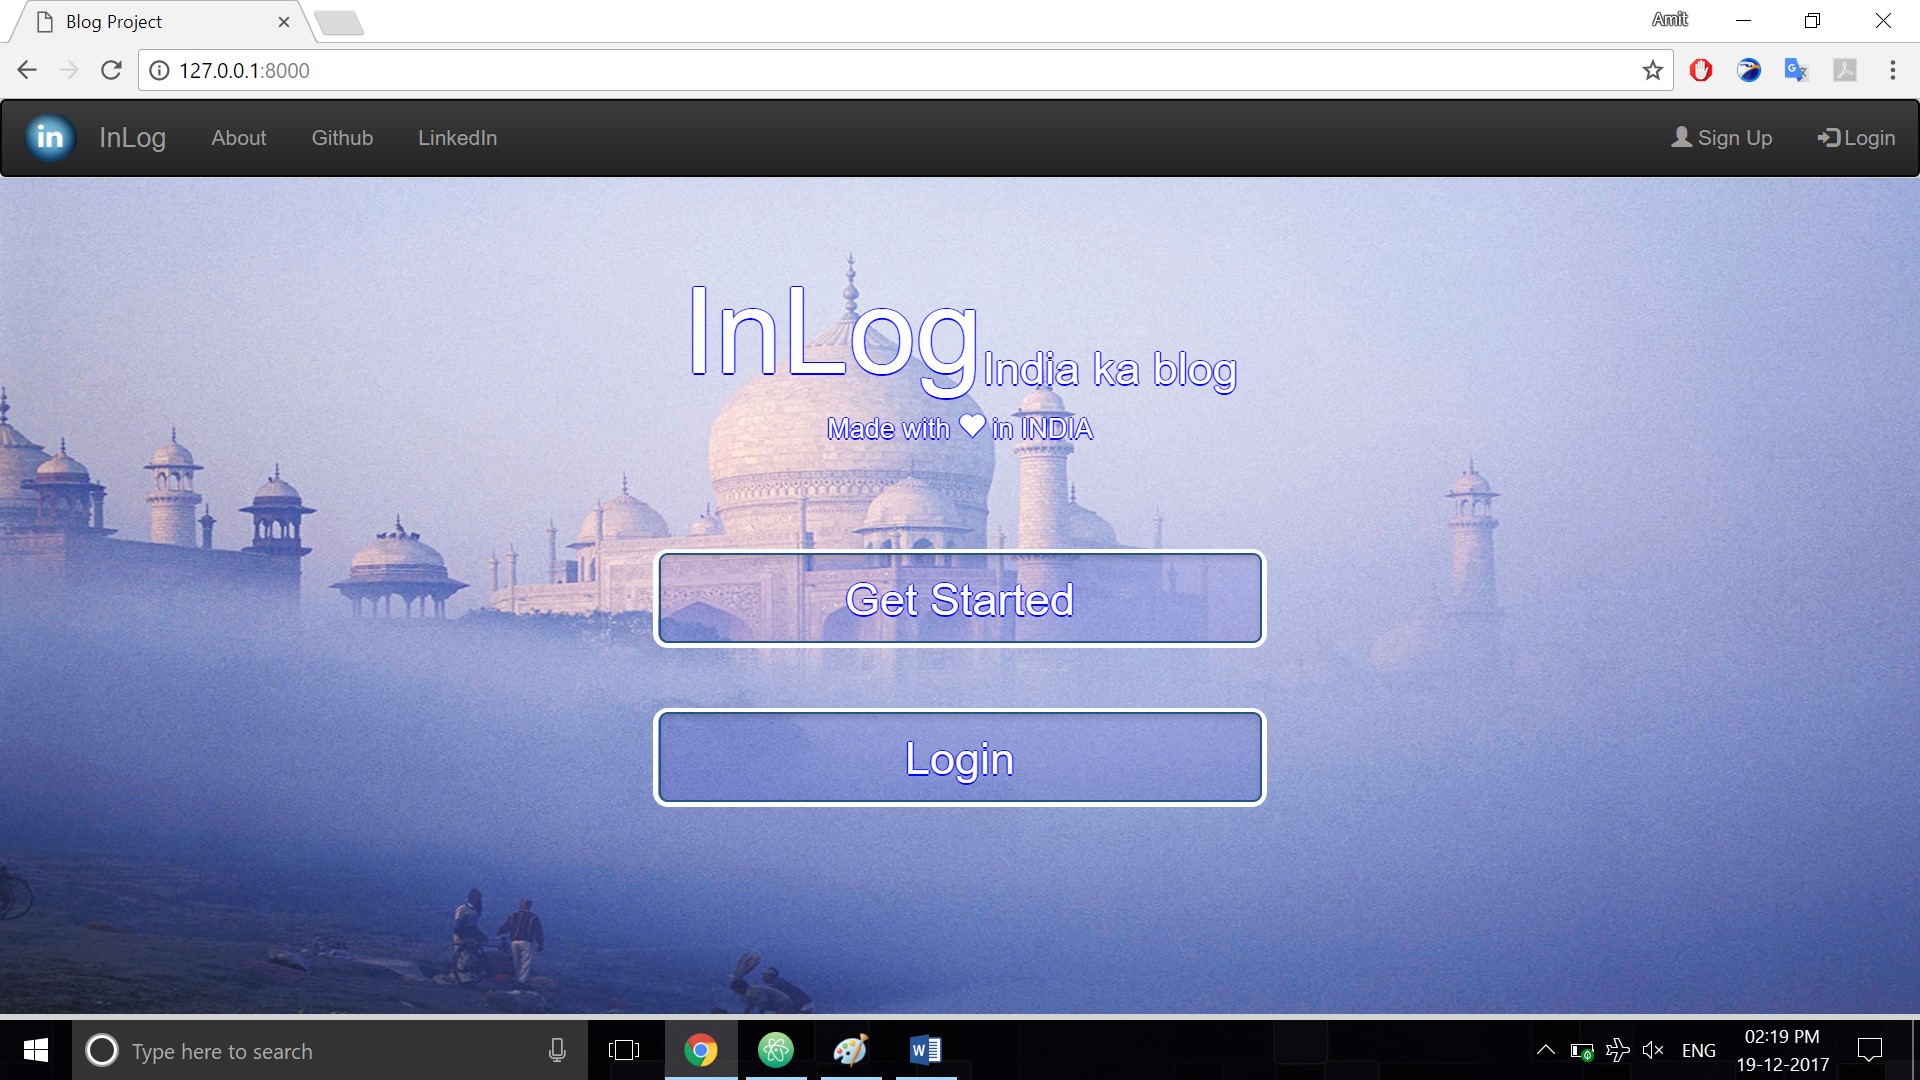 Blog Project
Amit
127.0.0.1:8000
in InLog About Github LinkedIn Sign Up Login
InLog India ka blog
Made with ♥ in INDIA
Get Started
Login
Type here to search
ENG
02:19 PM
19-12-2017